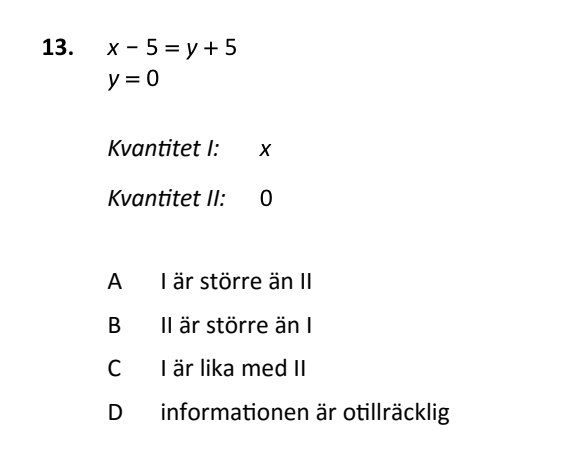 13. x − 5 = y + 5
y = 0
Kvantitet I: x
Kvantitet II: 0
A I är större än II
B II är större än I
C I är lika med II
D informationen är otillräcklig